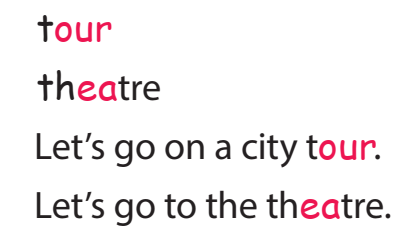 tour
theatre
Let's go on a city tour.
Let's go to the theatre.